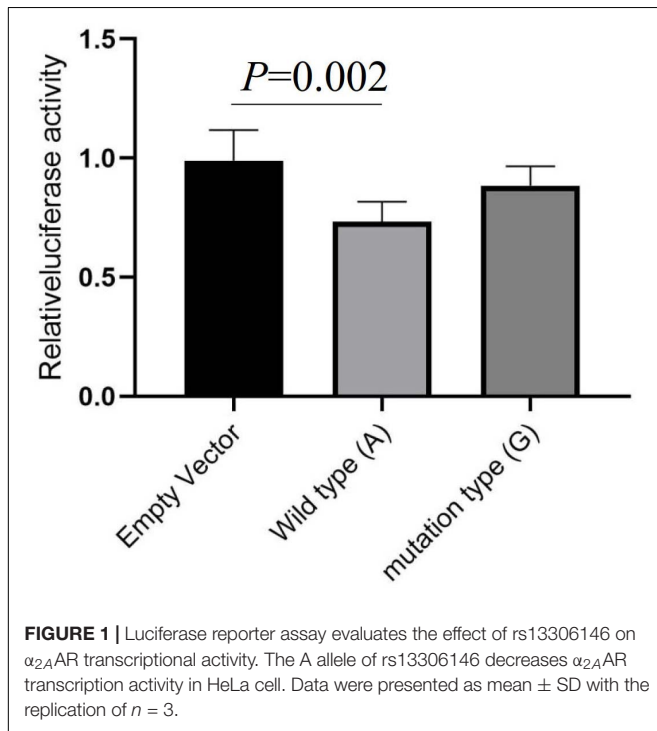 1.5
P=0.002
1.0
0.5
0.0
Relativeluciferase activity
Empty Vector
Wild type (A)
mutation type (G)
FIGURE 1 | Luciferase reporter assay evaluates the effect of rs13306146 on
α2AAR transcriptional activity. The A allele of rs13306146 decreases α2AAR
transcription activity in HeLa cell. Data were presented as mean ± SD with the
replication of n = 3.